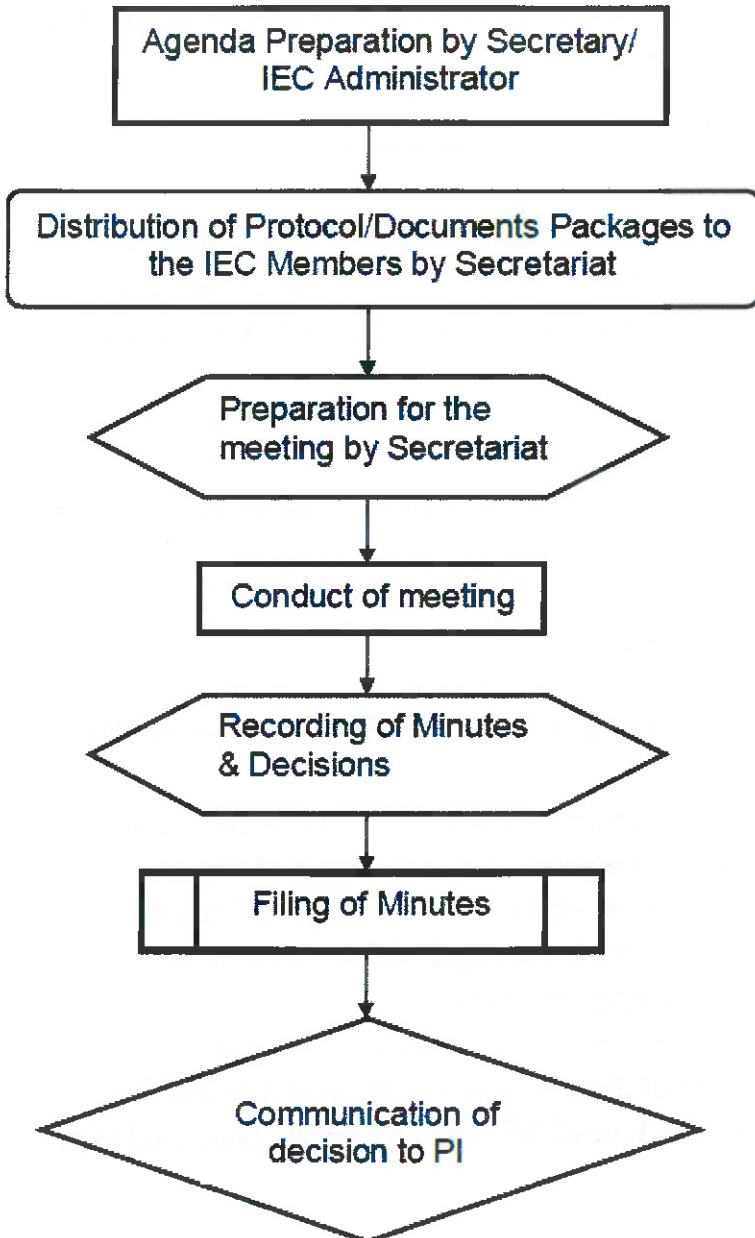 Agenda Preparation by Secretary/
IEC Administrator
Distribution of Protocol/Documents Packages to
the IEC Members by Secretariat
Preparation for the
meeting by Secretariat
Conduct of meeting
Recording of Minutes
& Decisions
Filing of Minutes
Communication of
decision to PI